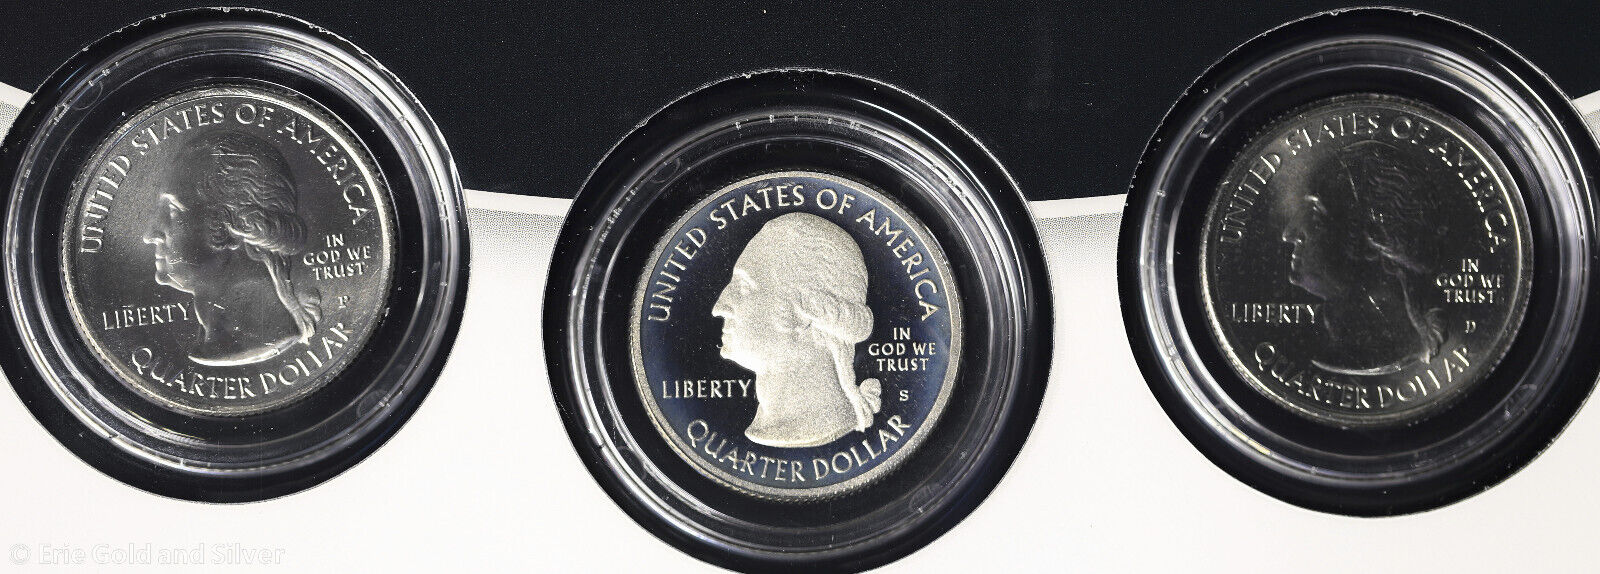 UNITED STATES OF AMERICA
IN
GOD WE
TRUST
LIBERTY
P
QUARTER DOLLAR
UNITED STATES OF AMERICA
IN
GOD WE
TRUST
LIBERTY
S
QUARTER DOLLAR
UNITED STATES OF AMERICA
IN
GOD WE
TRUST
LIBERTY
D
QUARTER DOLLAR
© Erie Gold and Silver